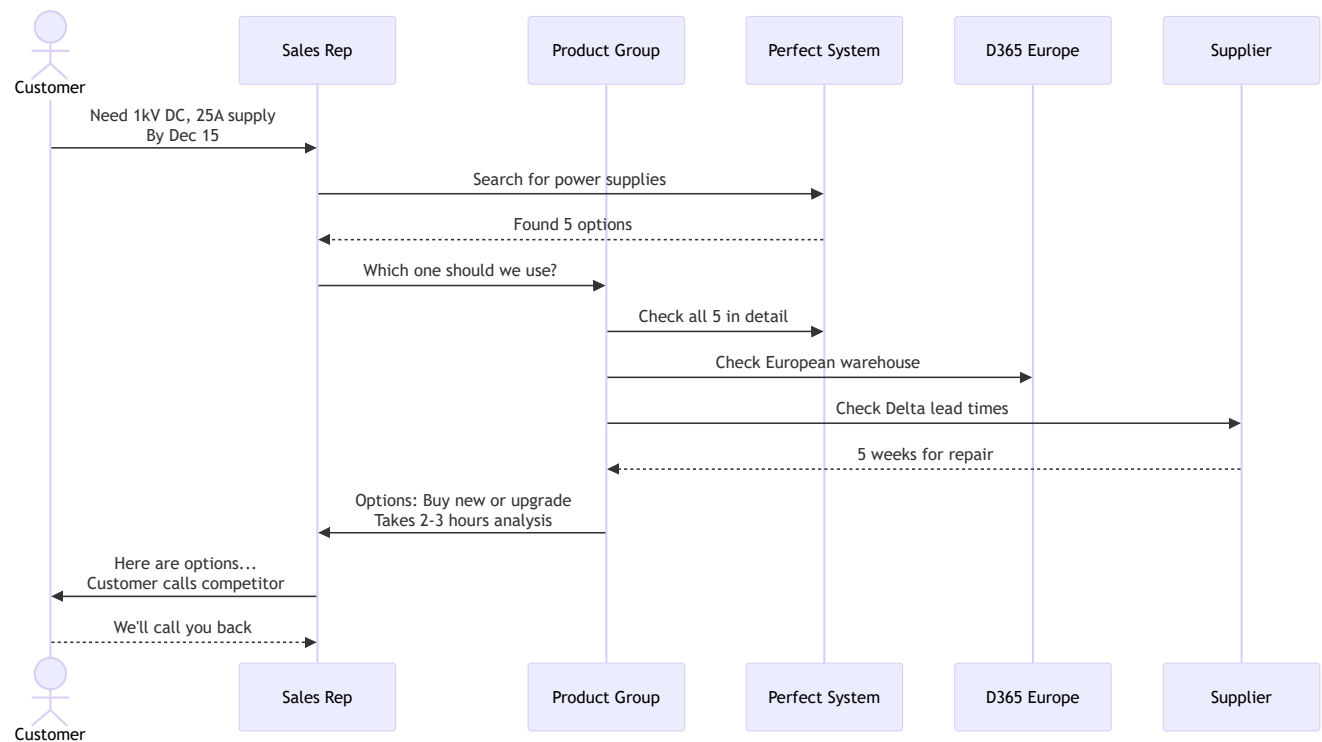 Customer
Sales Rep
Product Group
Perfect System
D365 Europe
Supplier
Need 1kV DC, 25A supply
By Dec 15
Search for power supplies
Found 5 options
Which one should we use?
Check all 5 in detail
Check European warehouse
Check Delta lead times
5 weeks for repair
Options: Buy new or upgrade
Takes 2-3 hours analysis
Here are options...
Customer calls competitor
We'll call you back
Customer
Sales Rep
Product Group
Perfect System
D365 Europe
Supplier